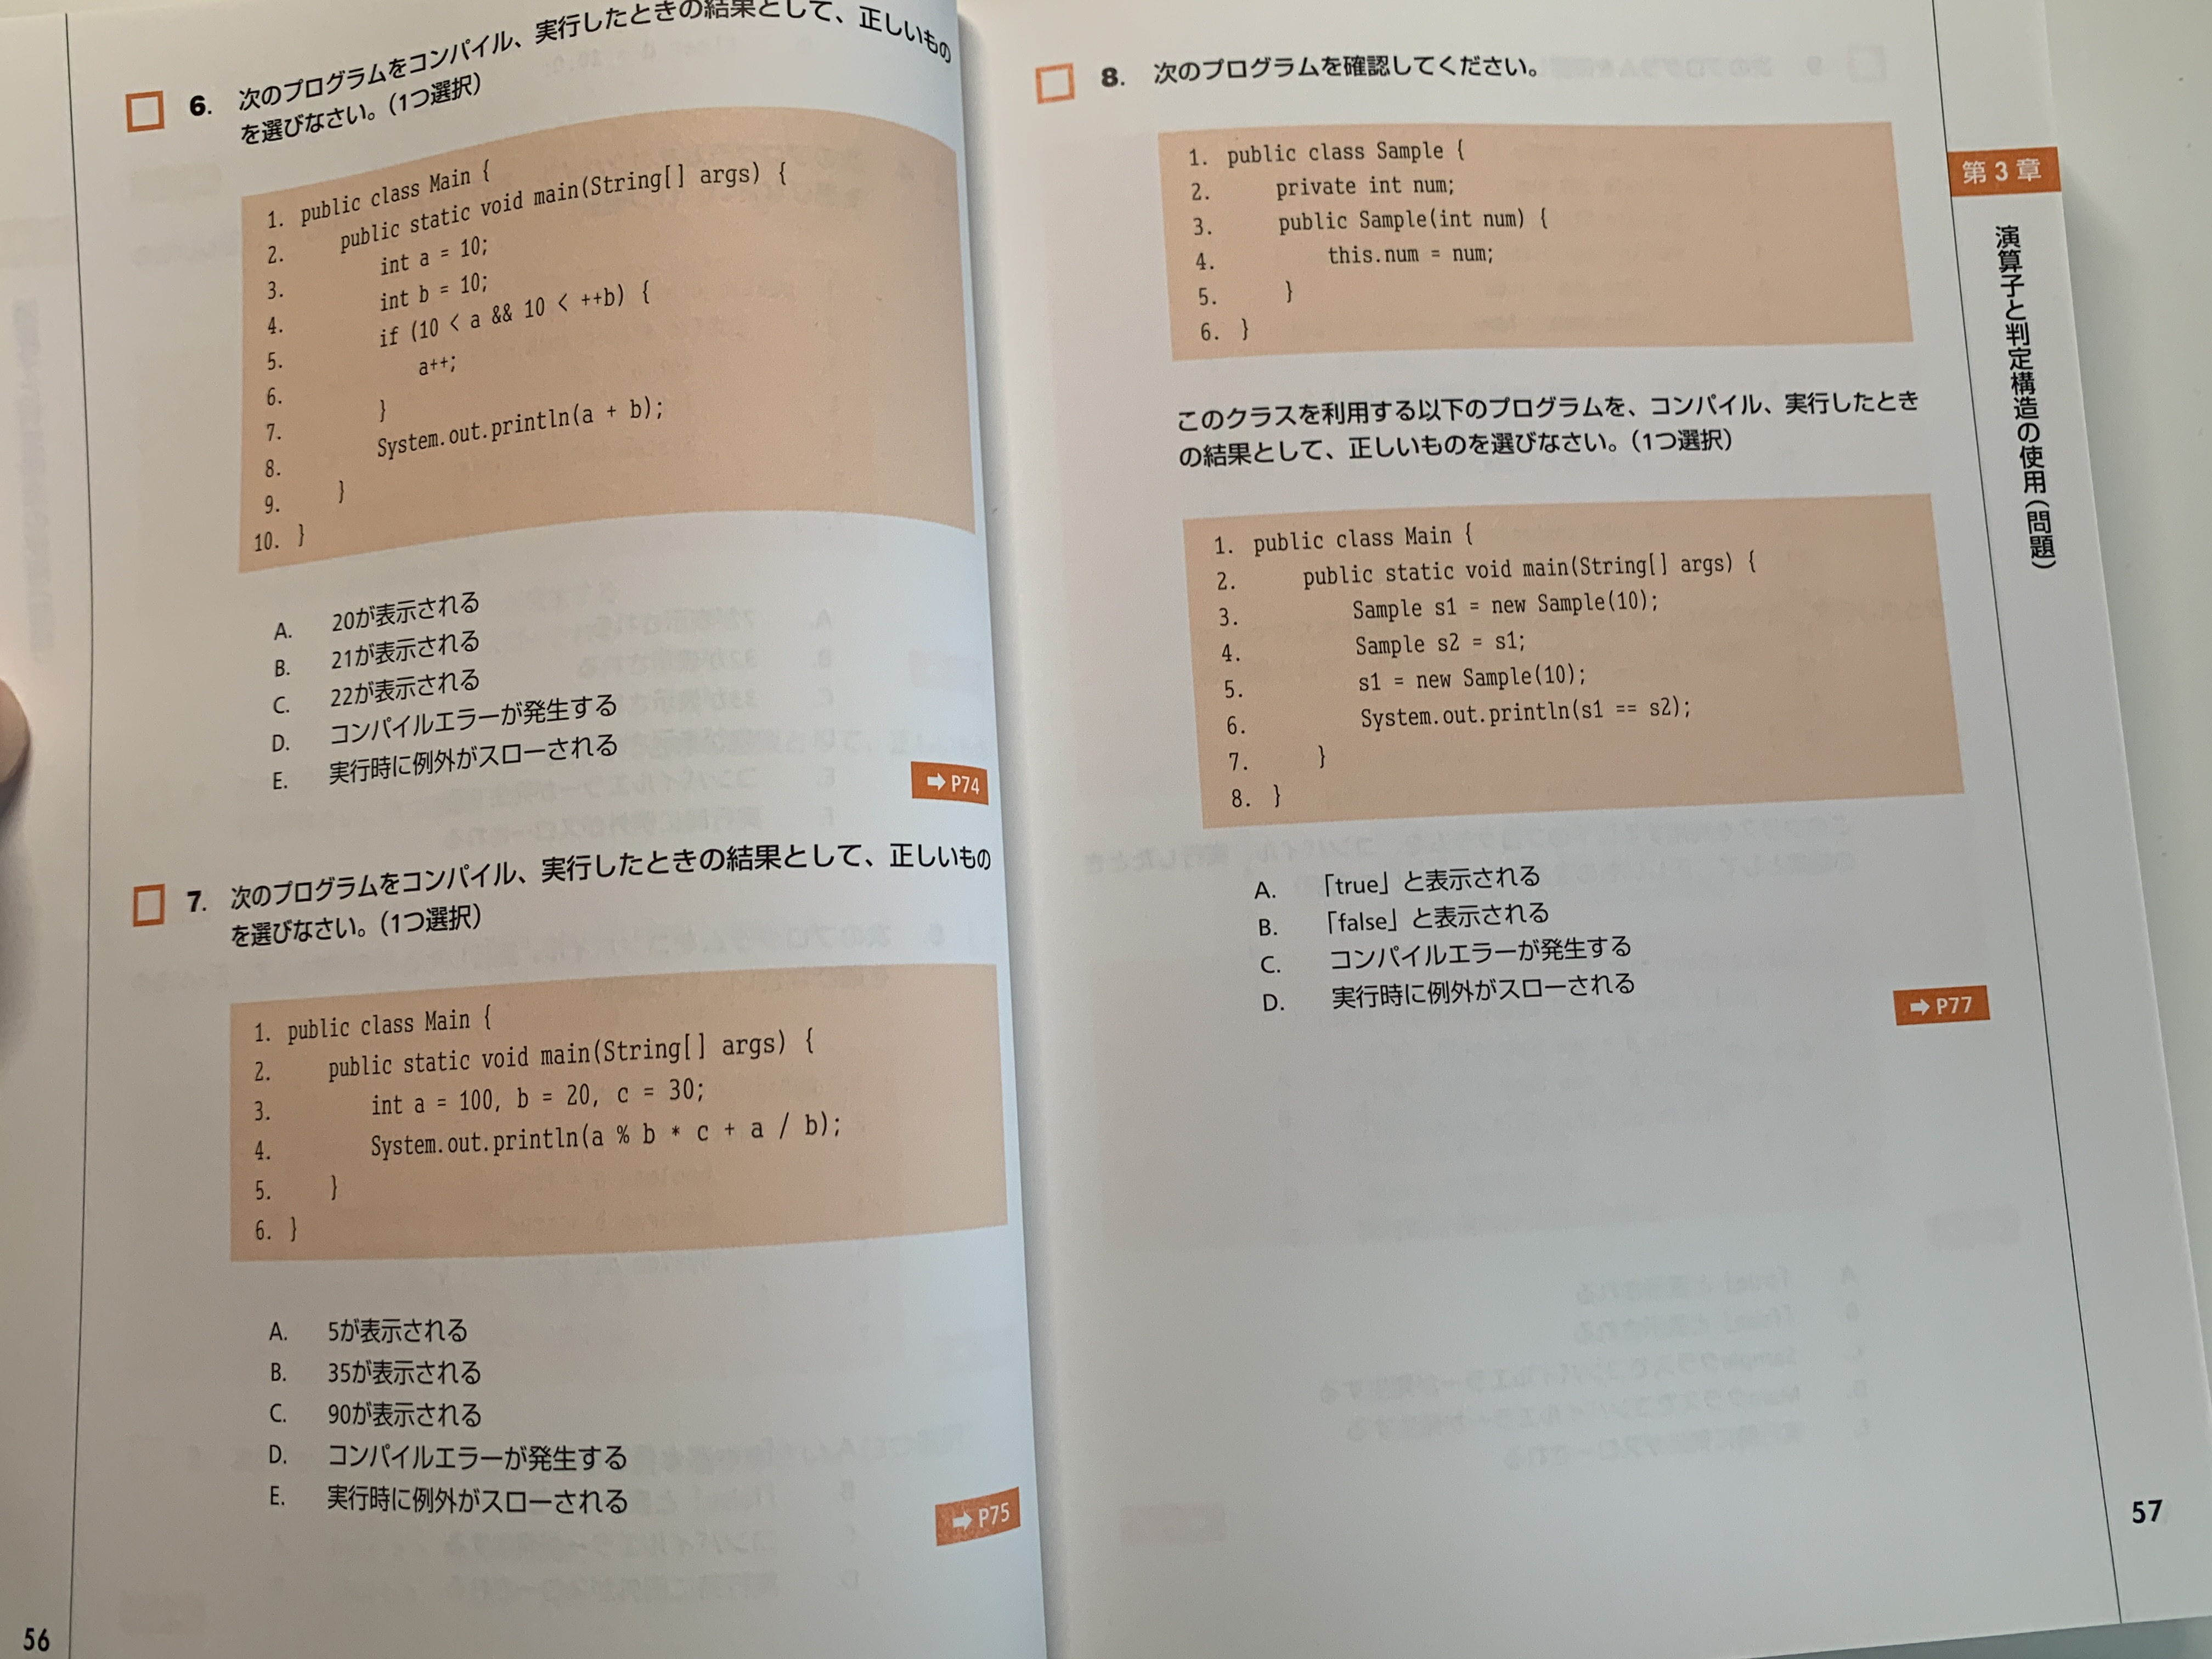 6. 次のプログラムをコンパイル、実行したときの結果として、正しいもの
を選びなさい。（1つ選択）
1. public class Main {
2.     public static void main(String[] args) {
3.         int a = 10;
4.         int b = 10;
5.         if (10 < a && 10 < ++b) {
6.             a++;
7.         }
8.         System.out.println(a + b);
9.     }
10. }
A. 20が表示される
B. 21が表示される
C. 22が表示される
D. コンパイルエラーが発生する
E. 実行時に例外がスローされる
➡ P74
7. 次のプログラムをコンパイル、実行したときの結果として、正しいもの
を選びなさい。（1つ選択）
1. public class Main {
2.     public static void main(String[] args) {
3.         int a = 100, b = 20, c = 30;
4.         System.out.println(a % b * c + a / b);
5.     }
6. }
A. 5が表示される
B. 35が表示される
C. 90が表示される
D. コンパイルエラーが発生する
E. 実行時に例外がスローされる
➡ P75
56
8. 次のプログラムを確認してください。
1. public class Sample {
2.     private int num;
3.     public Sample(int num) {
4.         this.num = num;
5.     }
6. }
このクラスを利用する以下のプログラムを、コンパイル、実行したとき
の結果として、正しいものを選びなさい。（1つ選択）
1. public class Main {
2.     public static void main(String[] args) {
3.         Sample s1 = new Sample(10);
4.         Sample s2 = s1;
5.         s1 = new Sample(10);
6.         System.out.println(s1 == s2);
7.     }
8. }
A. 「true」と表示される
B. 「false」と表示される
C. コンパイルエラーが発生する
D. 実行時に例外がスローされる
➡ P77
第3章
演算子と判定構造の使用（問題）
57